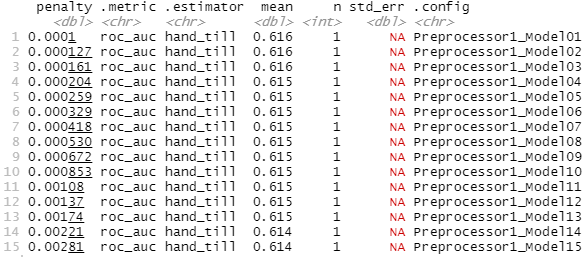 penalty .metric .estimator mean n std_err .config
<dbl> <chr> <chr> <dbl> <int> <dbl> <chr>
1 0.0001 roc_auc hand_till 0.616 1 NA Preprocessor1_Model01
2 0.000127 roc_auc hand_till 0.616 1 NA Preprocessor1_Model02
3 0.000161 roc_auc hand_till 0.616 1 NA Preprocessor1_Model03
4 0.000204 roc_auc hand_till 0.615 1 NA Preprocessor1_Model04
5 0.000259 roc_auc hand_till 0.615 1 NA Preprocessor1_Model05
6 0.000329 roc_auc hand_till 0.615 1 NA Preprocessor1_Model06
7 0.000418 roc_auc hand_till 0.615 1 NA Preprocessor1_Model07
8 0.000530 roc_auc hand_till 0.615 1 NA Preprocessor1_Model08
9 0.000672 roc_auc hand_till 0.615 1 NA Preprocessor1_Model09
10 0.000853 roc_auc hand_till 0.615 1 NA Preprocessor1_Model10
11 0.00108 roc_auc hand_till 0.615 1 NA Preprocessor1_Model11
12 0.00137 roc_auc hand_till 0.615 1 NA Preprocessor1_Model12
13 0.00174 roc_auc hand_till 0.615 1 NA Preprocessor1_Model13
14 0.00221 roc_auc hand_till 0.614 1 NA Preprocessor1_Model14
15 0.00281 roc_auc hand_till 0.614 1 NA Preprocessor1_Model15